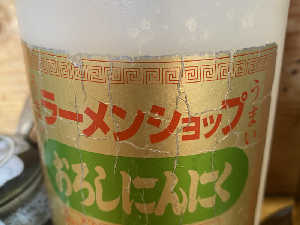 うまい
ラーメンショップ
おろしにんにく